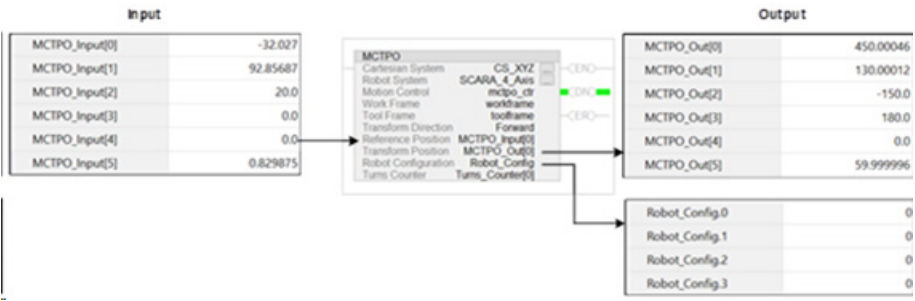 Input
MCTPO_Input[0] -32.027
MCTPO_Input[1] 92.85687
MCTPO_Input[2] 20.0
MCTPO_Input[3] 0.0
MCTPO_Input[4] 0.0
MCTPO_Input[5] 0.829875
MCTPO
Cartesian System CS_XYZ
Robot System SCARA_4_Axis
Motion Control mctpo_ctr
Work Frame workframe
Tool Frame toolframe
Transform Direction Forward
Reference Position MCTPO_Input[0]
Transform Position MCTPO_Out[0]
Robot Configuration Robot_Config
Turns Counter Turns_Counter[0]
EN
DN
ER
Output
MCTPO_Out[0] 450.00046
MCTPO_Out[1] 130.00012
MCTPO_Out[2] -150.0
MCTPO_Out[3] 180.0
MCTPO_Out[4] 0.0
MCTPO_Out[5] 59.999996
Robot_Config.0 0
Robot_Config.1 0
Robot_Config.2 0
Robot_Config.3 0